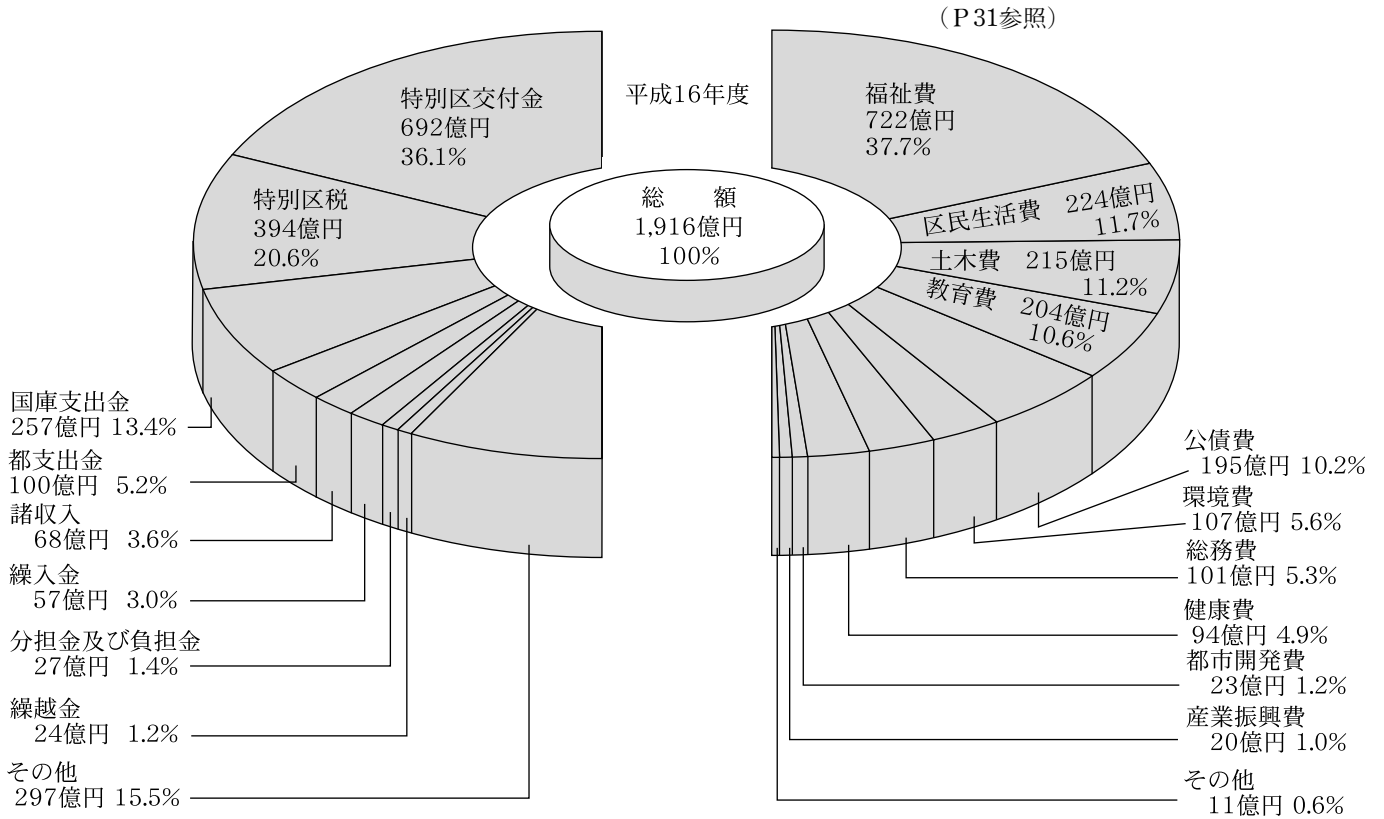 （P31参照）
平成16年度
総　額
1,916億円
100%
特別区交付金
692億円
36.1%
特別区税
394億円
20.6%
国庫支出金
257億円 13.4%
都支出金
100億円 5.2%
諸収入
68億円 3.6%
繰入金
57億円 3.0%
分担金及び負担金
27億円 1.4%
繰越金
24億円 1.2%
その他
297億円 15.5%
福祉費
722億円
37.7%
区民生活費 224億円
11.7%
土木費 215億円
11.2%
教育費 204億円
10.6%
公債費
195億円 10.2%
環境費
107億円 5.6%
総務費
101億円 5.3%
健康費
94億円 4.9%
都市開発費
23億円 1.2%
産業振興費
20億円 1.0%
その他
11億円 0.6%